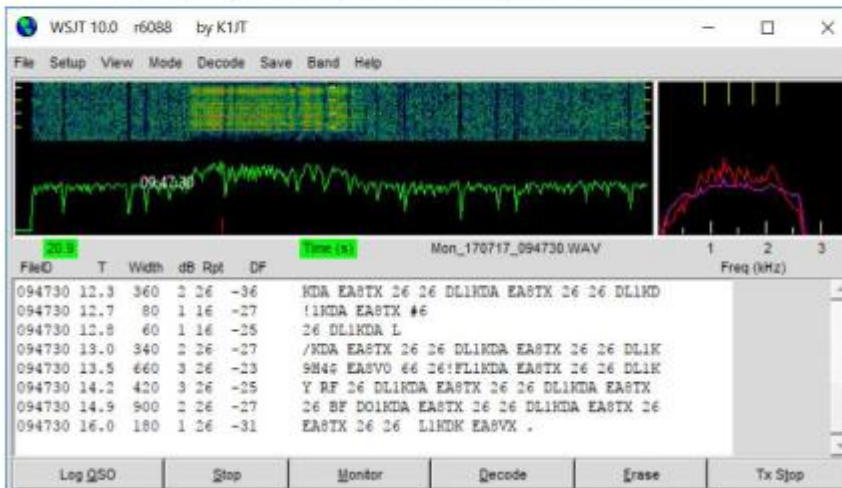 WSJT 10.0 r6088 by K1JT
File Setup View Mode Decode Save Band Help
09:47:30
20.9 Time (s) Mon_170717_094730.WAV 1 2 3
Freq (kHz)
FileID T Width dB Rpt DF
094730 12.3 360 2 26 -36 KDA EA8TX 26 26 DL1KDA EA8TX 26 26 DL1KD
094730 12.7 80 1 16 -27 !1KDA EA8TX #6
094730 12.8 60 1 16 -25 26 DL1KDA L
094730 13.0 340 2 26 -27 /KDA EA8TX 26 26 DL1KDA EA8TX 26 26 DL1K
094730 13.5 660 3 26 -23 9H4$ EA8V0 66 26!FL1KDA EA8TX 26 26 DL1KDA
094730 14.2 420 3 26 -25 Y RF 26 DL1KDA EA8TX 26 26 DL1KDA EA8TX
094730 14.9 900 2 26 -27 26 BF DO1KDA EA8TX 26 26 DL1KDA EA8TX 26
094730 16.0 180 1 26 -31 EA8TX 26 26 L1KDK EA8VX .
Log QSO Stop Monitor Decode Erase Tx Stop